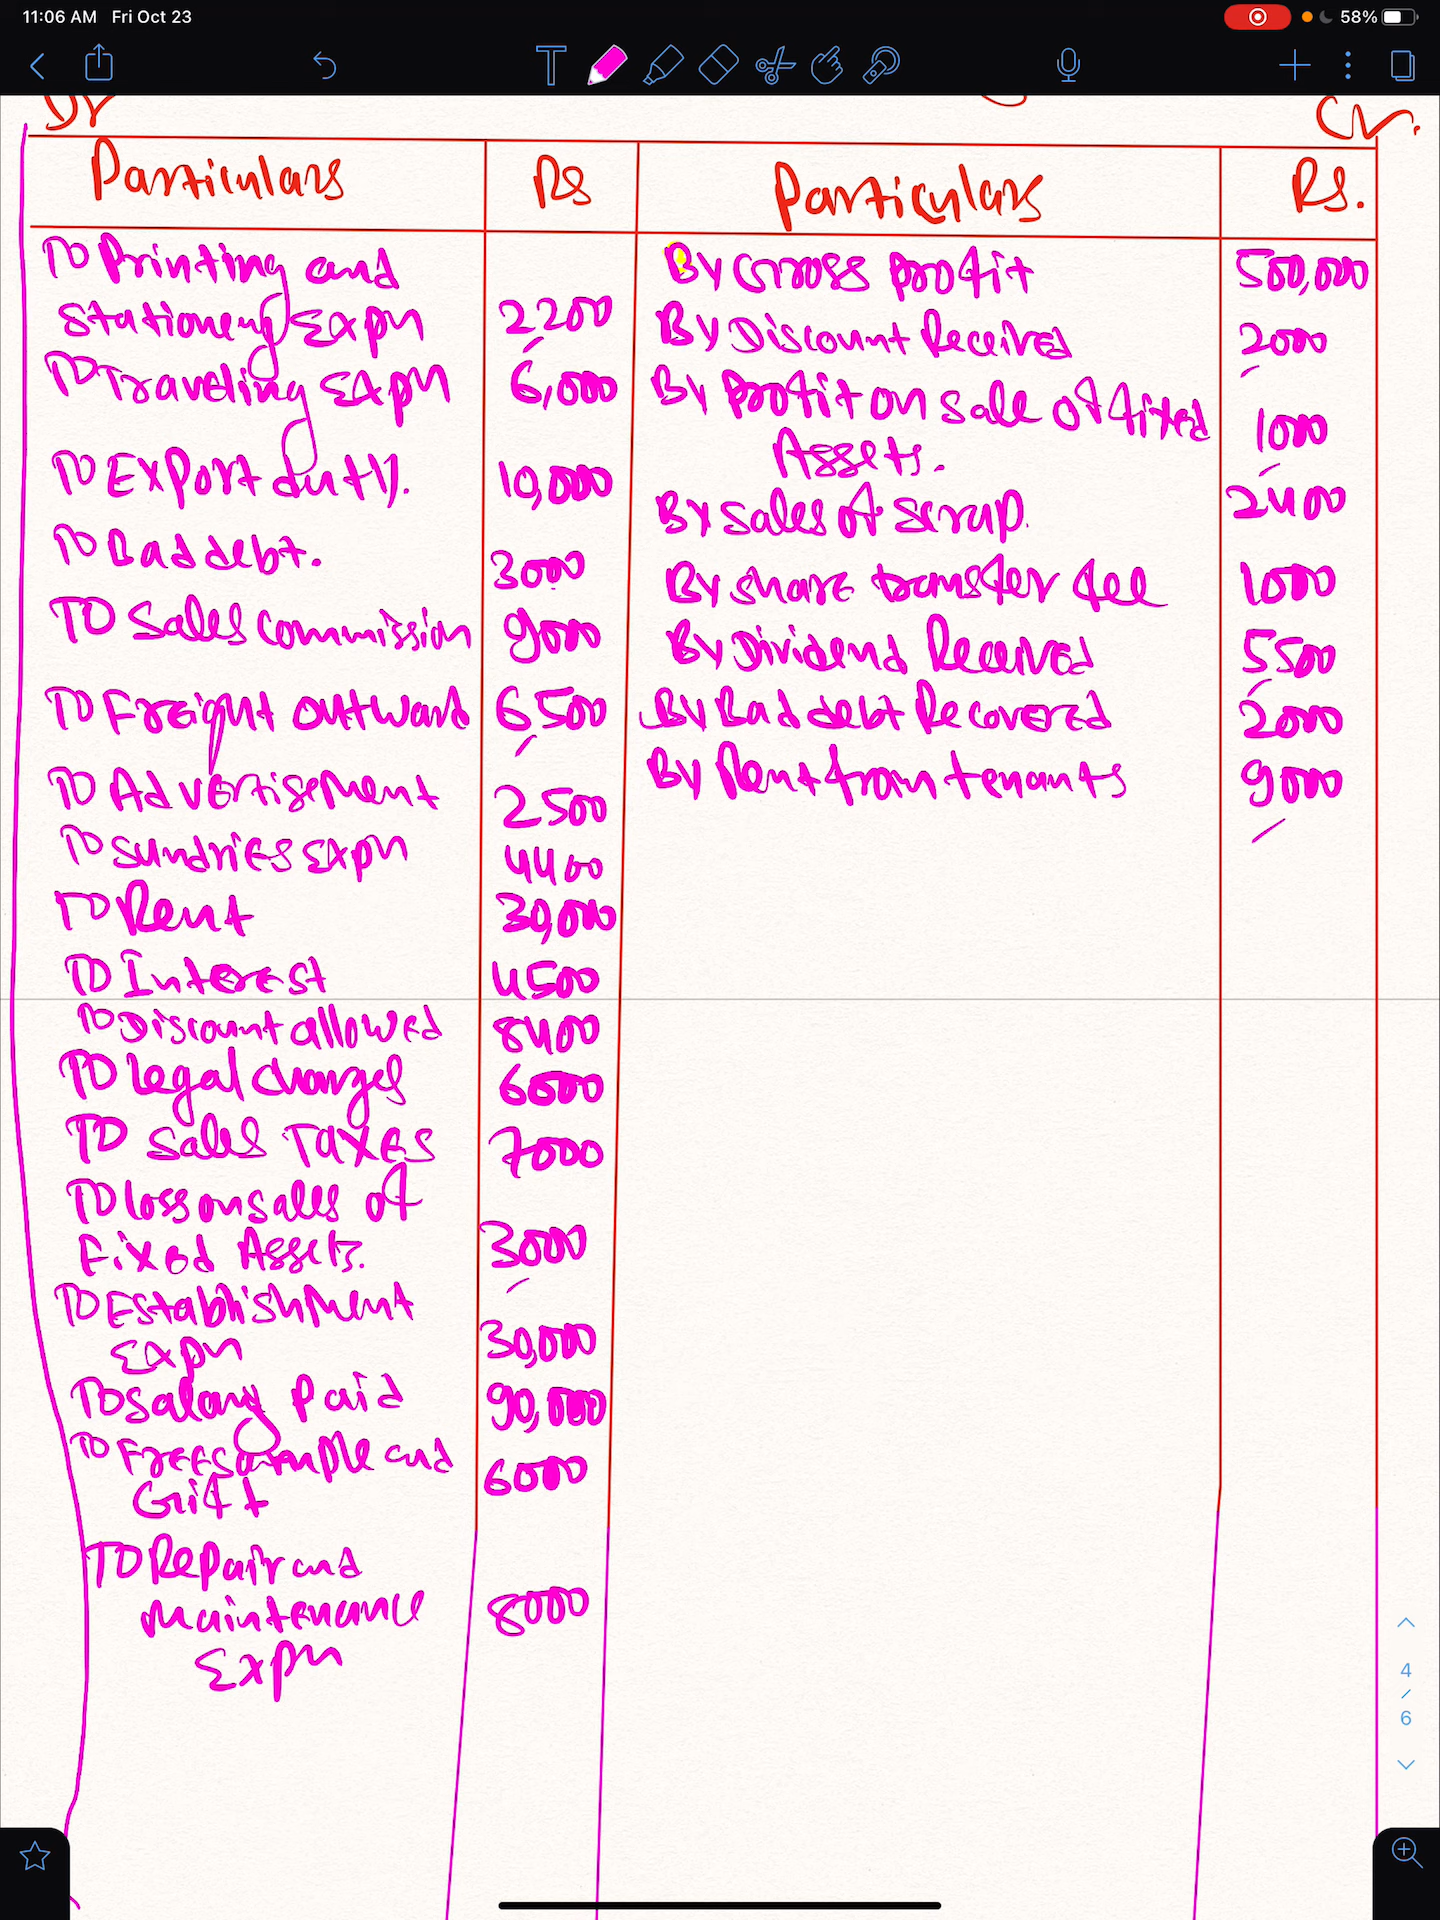 11:06 AM Fri Oct 23
58%
Dr
Cr.
Particulars Rs Particulars Rs.
To Printing and
Stationery Expn 2200
To Traveling Expn 6,000
To Export duty. 10,000
To Bad debt. 3000
To Sales commission 9000
To Freight outward 6500
To Advertisement 2500
To Sundries Expn 4400
To Rent 30,000
To Interest 4500
To Discount allowed 8400
To legal charges 6000
To Sales Taxes 7000
To loss on sales of
Fixed Assets. 3000
To Establishment
Expn 30,000
To salary paid 90,000
To Free sample and
Gift 6000
To Repair and
maintenance 8000
Expn
By Gross profit 500,000
By Discount Received 2000
By profit on sale of fixed
Assets. 1000
By sales of scrap. 2400
By share transfer fee 1000
By Dividend Received 5500
By Bad debt Recovered 2000
By Rent from tenants 9000
4
/
6